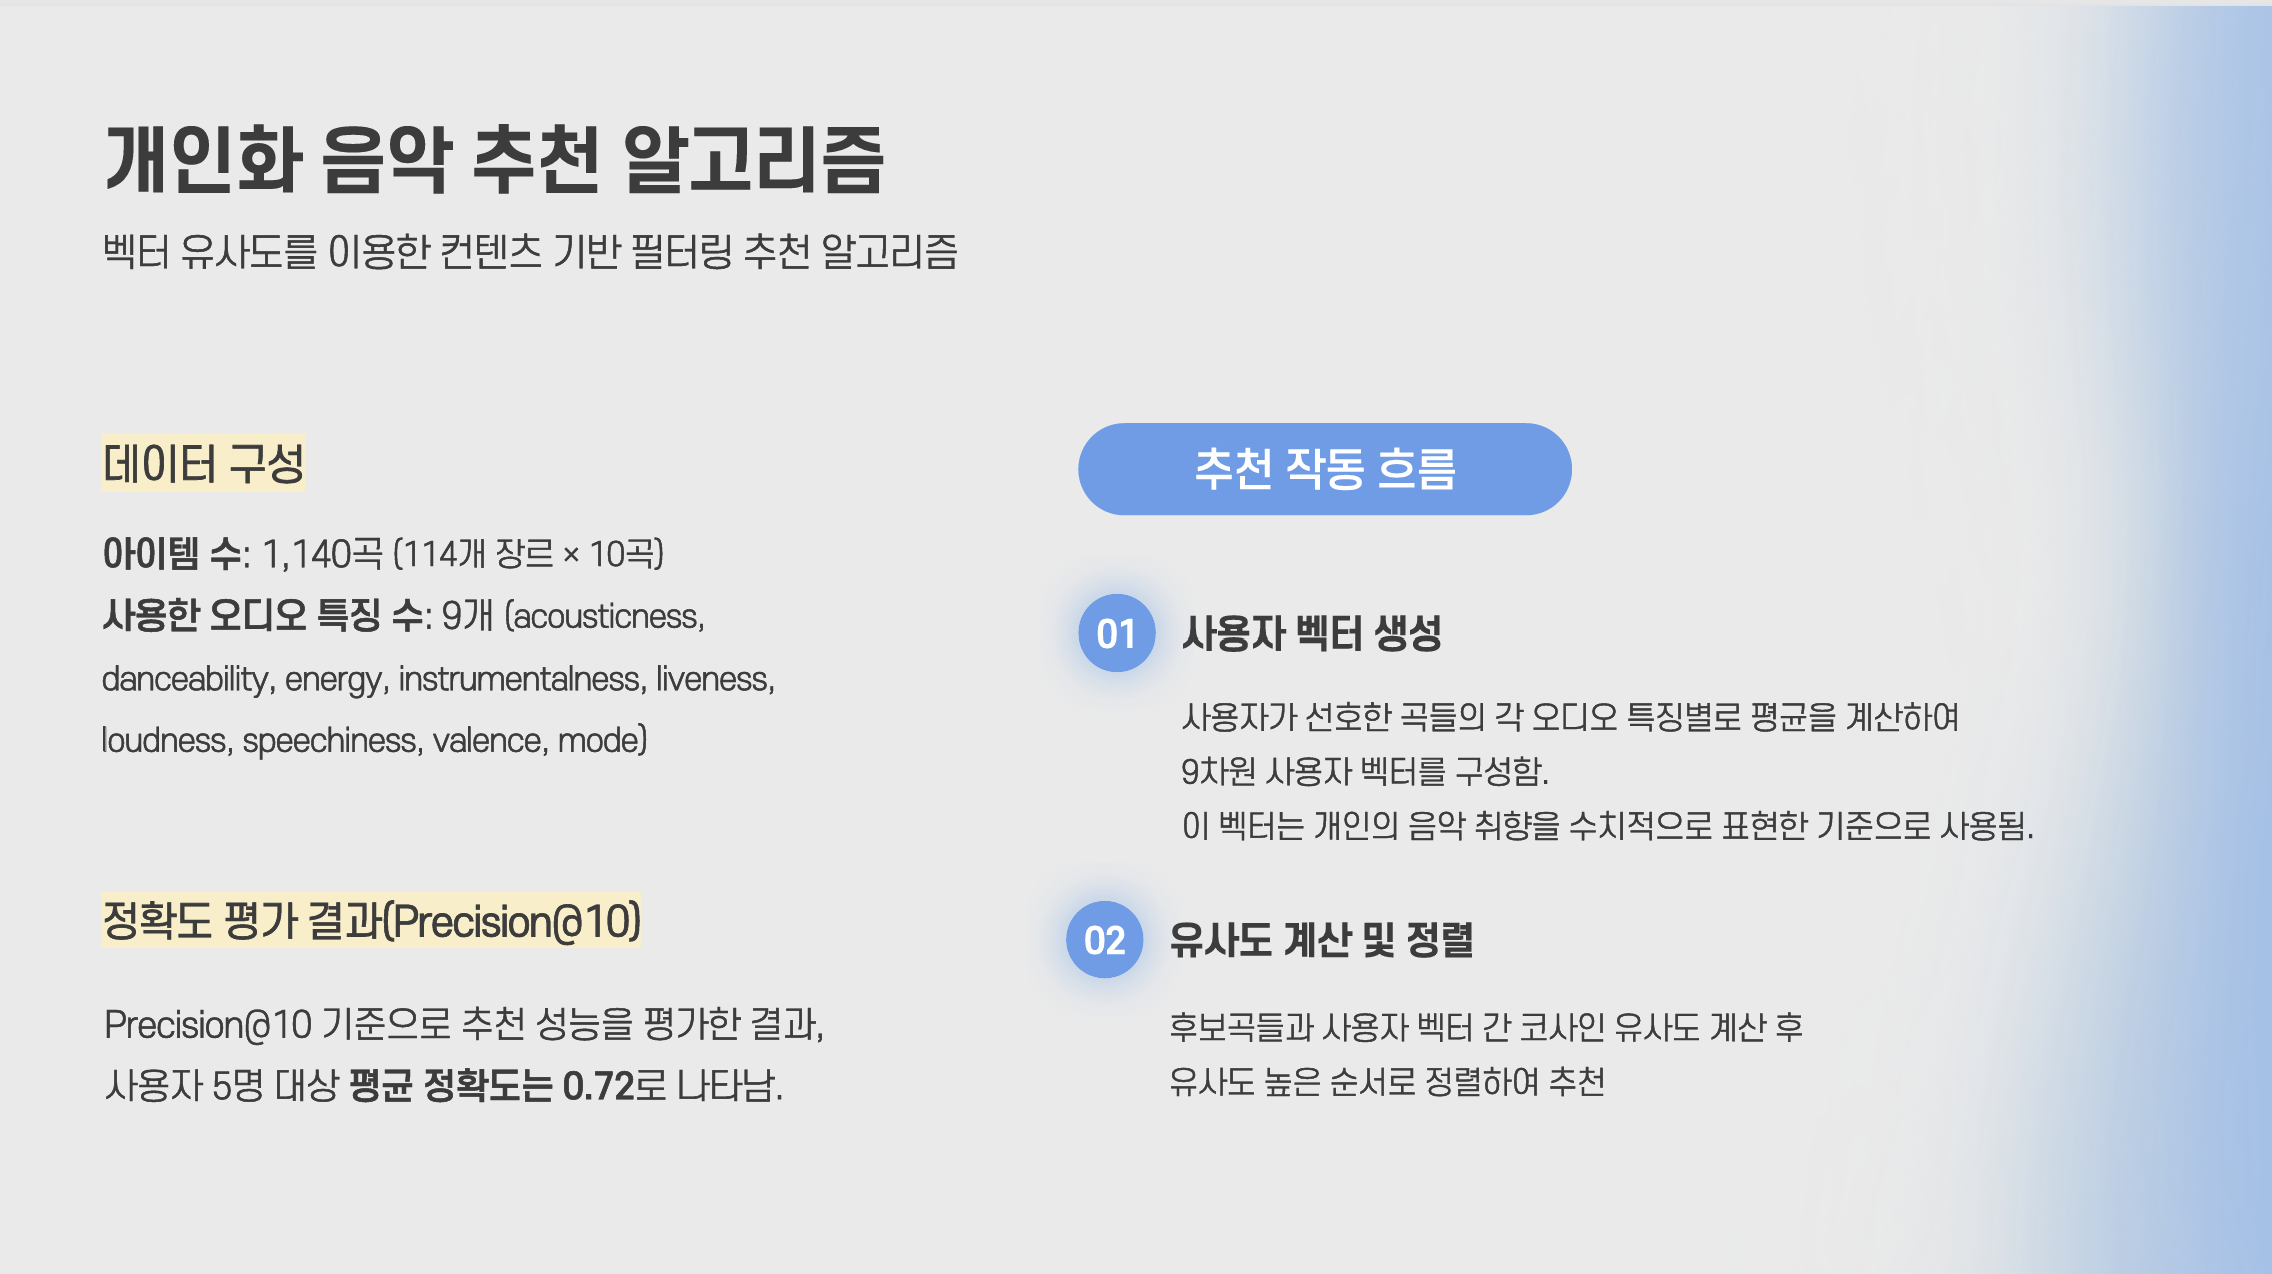 개인화 음악 추천 알고리즘
벡터 유사도를 이용한 컨텐츠 기반 필터링 추천 알고리즘
데이터 구성
아이템 수: 1,140곡 (114개 장르 × 10곡)
사용한 오디오 특징 수: 9개 (acousticness,
danceability, energy, instrumentalness, liveness,
loudness, speechiness, valence, mode)
정확도 평가 결과(Precision@10)
Precision@10 기준으로 추천 성능을 평가한 결과,
사용자 5명 대상 평균 정확도는 0.72로 나타남.
추천 작동 흐름
01 사용자 벡터 생성
사용자가 선호한 곡들의 각 오디오 특징별로 평균을 계산하여
9차원 사용자 벡터를 구성함.
이 벡터는 개인의 음악 취향을 수치적으로 표현한 기준으로 사용됨.
02 유사도 계산 및 정렬
후보곡들과 사용자 벡터 간 코사인 유사도 계산 후
유사도 높은 순서로 정렬하여 추천